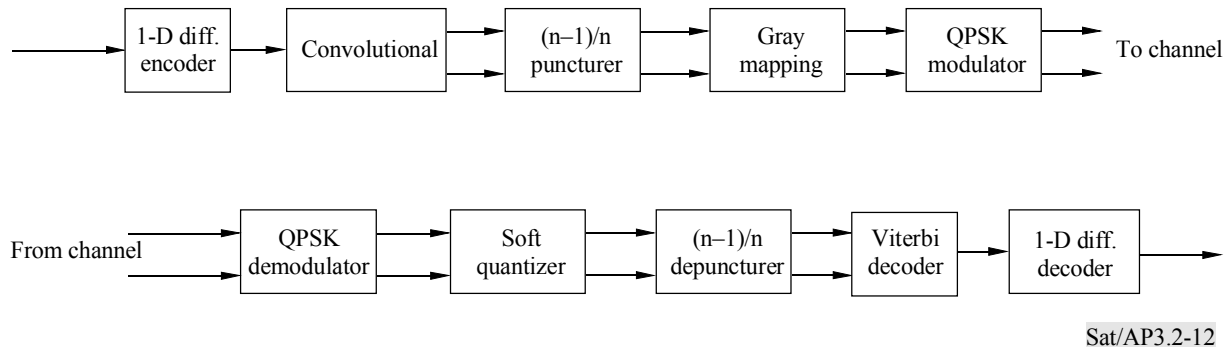 1-D diff.
encoder
Convolutional
(n–1)/n
puncturer
Gray
mapping
QPSK
modulator
To channel
From channel
QPSK
demodulator
Soft
quantizer
(n–1)/n
depuncturer
Viterbi
decoder
1-D diff.
decoder
Sat/AP3.2-12